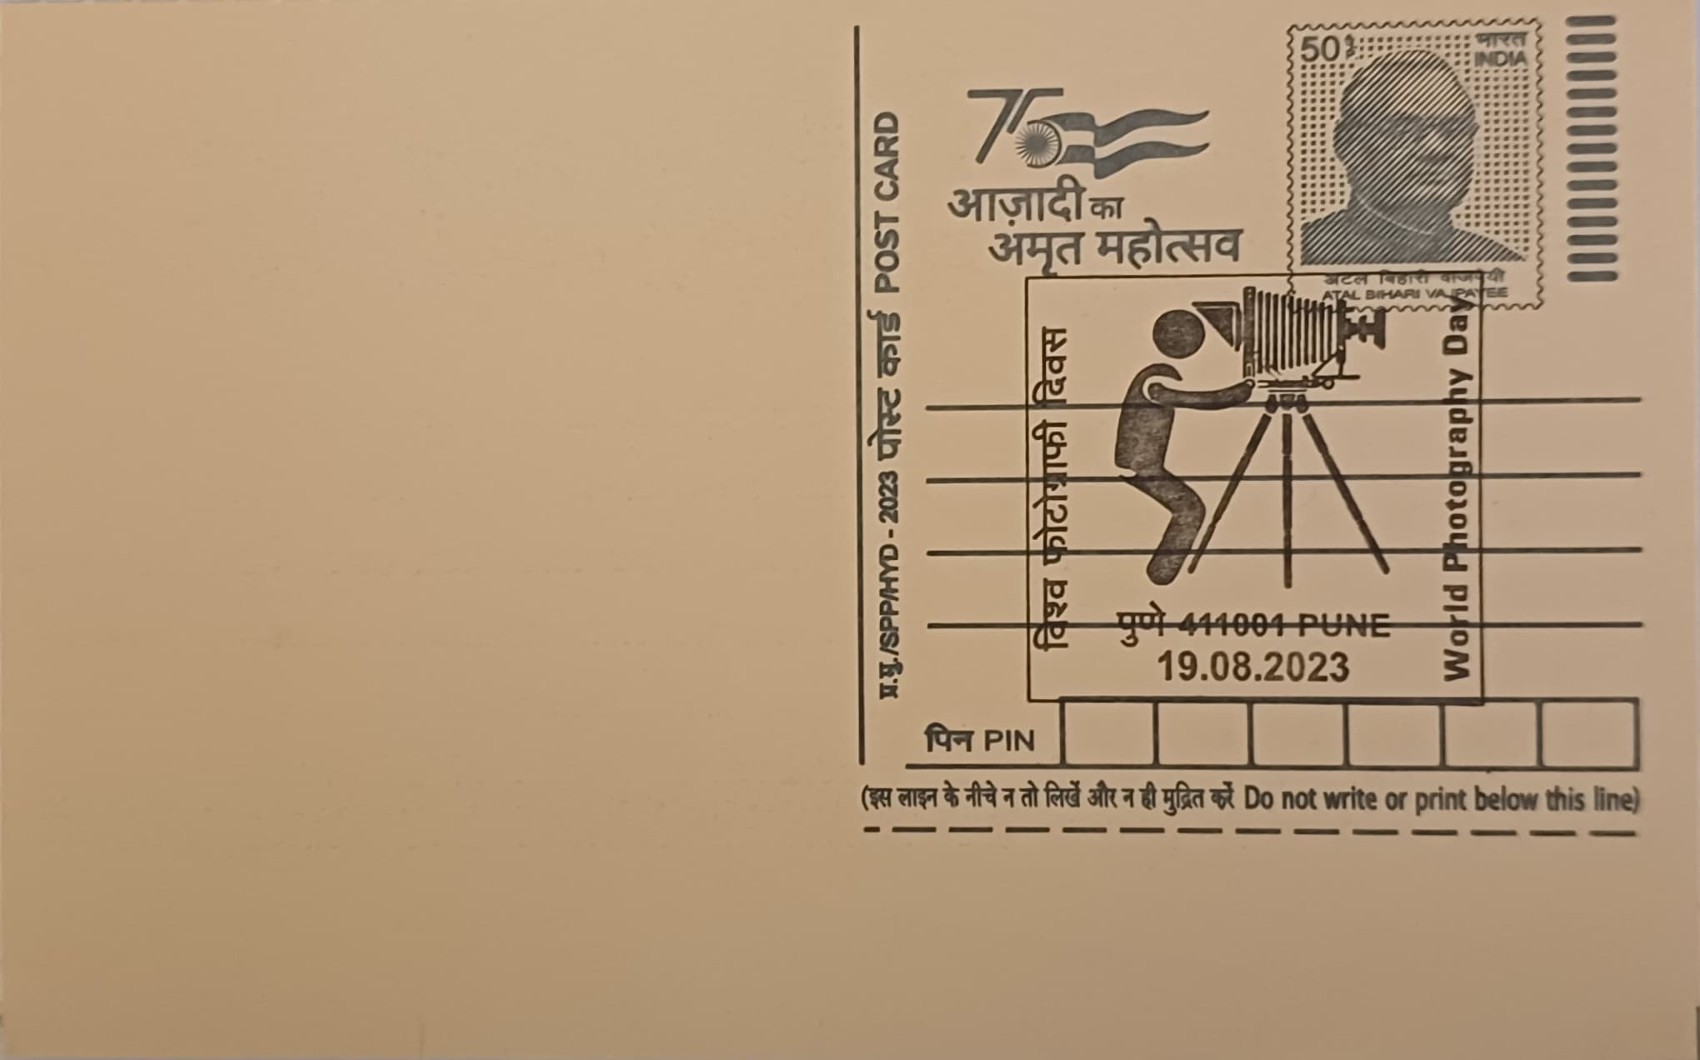 प्र.मु./SPP/HYD - 2023 पोस्ट कार्ड POST CARD
75
आज़ादी का
अमृत महोत्सव
50 भारत
INDIA
अटल बिहारी वाजपेयी
ATAL BIHARI VAJPAYEE
विश्व फोटोग्राफी दिवस
World Photography Day
पुणे 411001 PUNE
19.08.2023
पिन PIN
(इस लाइन के नीचे न तो लिखें और न ही मुद्रित करें Do not write or print below this line)